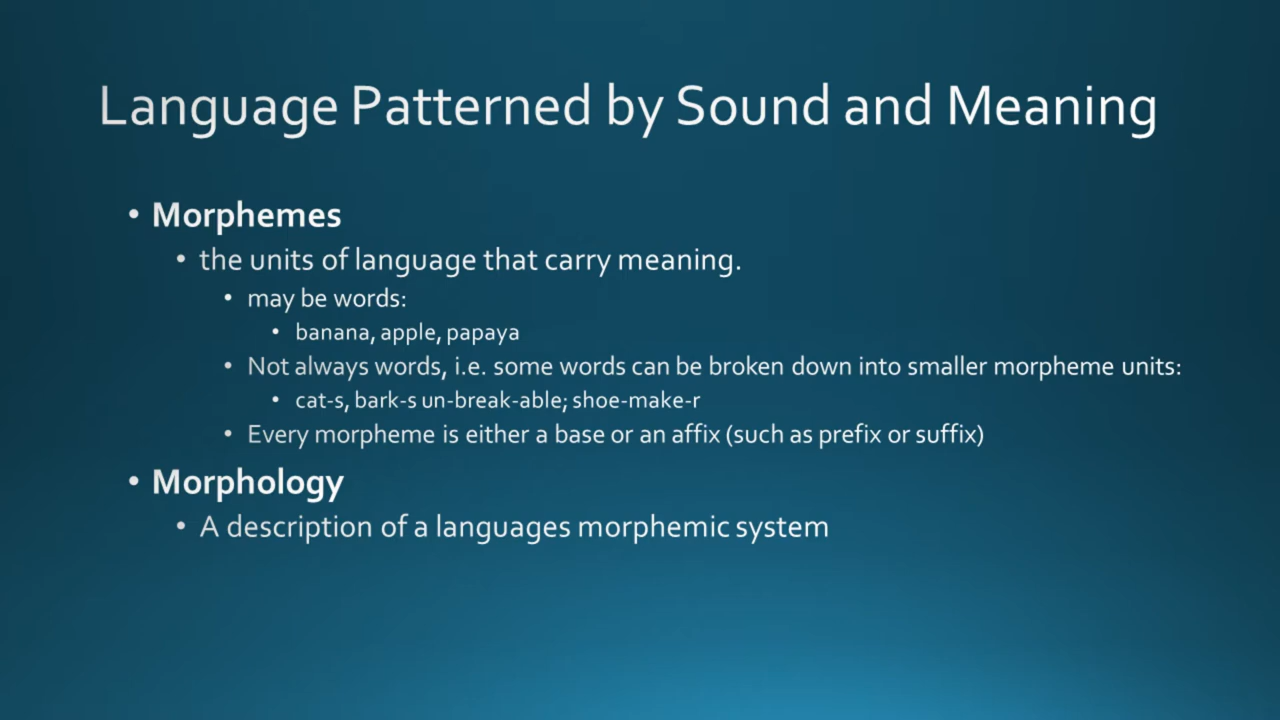 Language Patterned by Sound and Meaning
• Morphemes
• the units of language that carry meaning.
• may be words:
• banana, apple, papaya
• Not always words, i.e. some words can be broken down into smaller morpheme units:
• cat-s, bark-s un-break-able; shoe-make-r
• Every morpheme is either a base or an affix (such as prefix or suffix)
• Morphology
• A description of a languages morphemic system